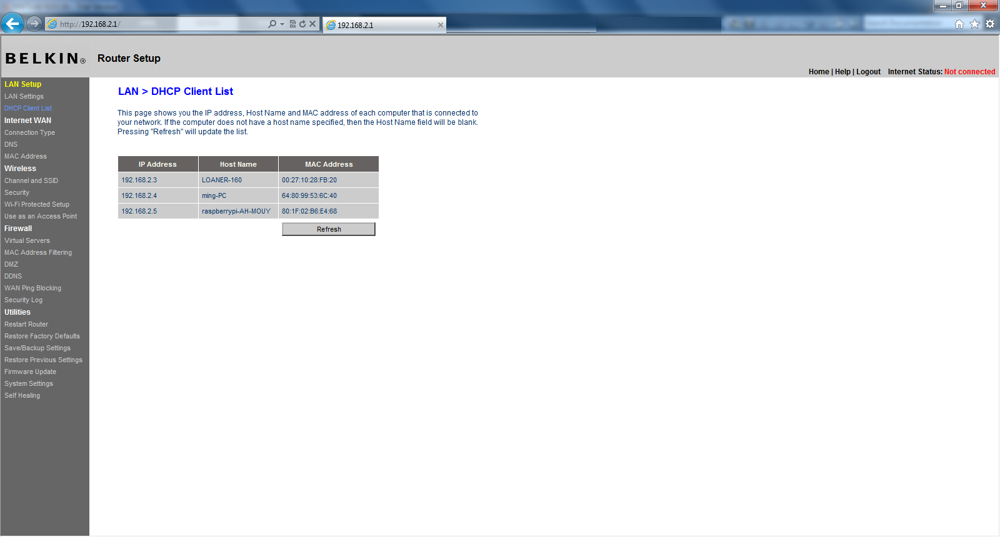 http://192.168.2.1/
192.168.2.1
BELKIN®
Router Setup
Home | Help | Logout Internet Status: Not connected
LAN Setup
LAN Settings
DHCP Client List
Internet WAN
Connection Type
DNS
MAC Address
Wireless
Channel and SSID
Security
Wi-Fi Protected Setup
Use as an Access Point
Firewall
Virtual Servers
MAC Address Filtering
DMZ
DDNS
WAN Ping Blocking
Security Log
Utilities
Restart Router
Restore Factory Defaults
Save/Backup Settings
Restore Previous Settings
Firmware Update
System Settings
Self Healing
LAN > DHCP Client List
This page shows you the IP address, Host Name and MAC address of each computer that is connected to
your network. If the computer does not have a host name specified, then the Host Name field will be blank.
Pressing "Refresh" will update the list.
IP Address Host Name MAC Address
192.168.2.3 LOANER-160 00:27:10:28:FB:20
192.168.2.4 ming-PC 64:80:99:53:6C:40
192.168.2.5 raspberrypi-AH-MOUY 80:1F:02:B6:E4:68
Refresh